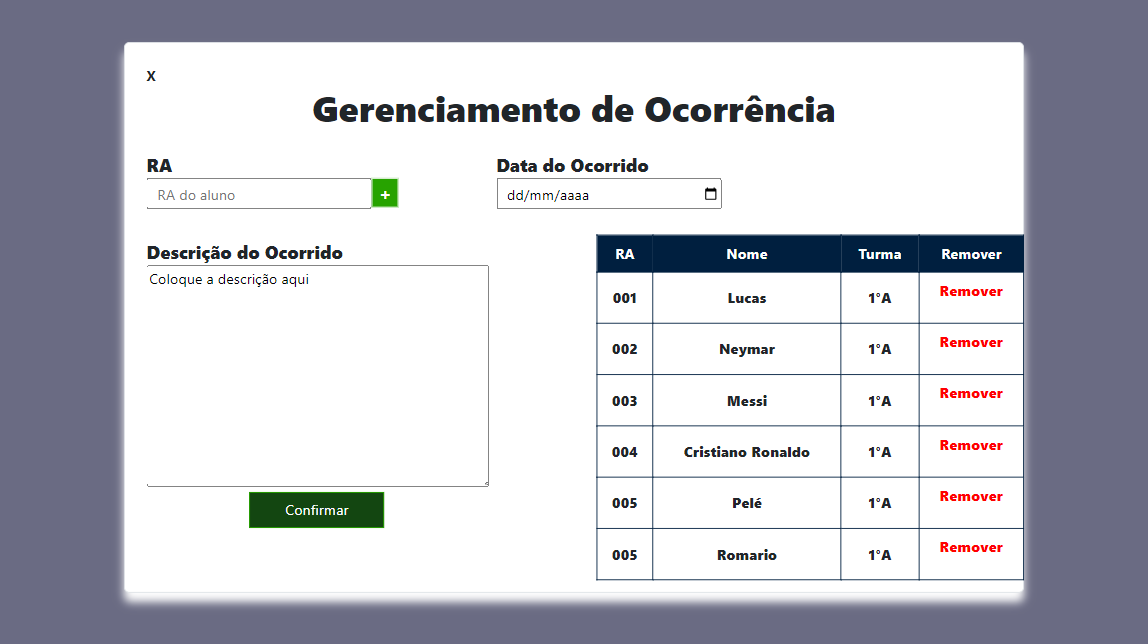 X
Gerenciamento de Ocorrência
RA
RA do aluno
+
Data do Ocorrido
dd/mm/aaaa
Descrição do Ocorrido
Coloque a descrição aqui
Confirmar
RA Nome Turma Remover
001 Lucas 1°A Remover
002 Neymar 1°A Remover
003 Messi 1°A Remover
004 Cristiano Ronaldo 1°A Remover
005 Pelé 1°A Remover
005 Romario 1°A Remover